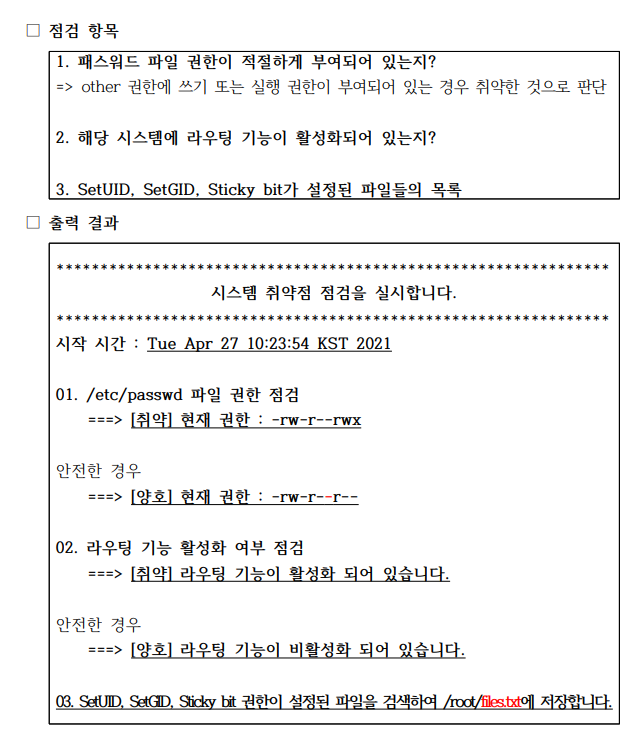 □ 점검 항목
1. 패스워드 파일 권한이 적절하게 부여되어 있는지?
=> other 권한에 쓰기 또는 실행 권한이 부여되어 있는 경우 취약한 것으로 판단
2. 해당 시스템에 라우팅 기능이 활성화되어 있는지?
3. SetUID, SetGID, Sticky bit가 설정된 파일들의 목록
□ 출력 결과
***************************************************************
시스템 취약점 점검을 실시합니다.
***************************************************************
시작 시간 : Tue Apr 27 10:23:54 KST 2021
01. /etc/passwd 파일 권한 점검
===> [취약] 현재 권한 : -rw-r--rwx
안전한 경우
===> [양호] 현재 권한 : -rw-r--r--
02. 라우팅 기능 활성화 여부 점검
===> [취약] 라우팅 기능이 활성화 되어 있습니다.
안전한 경우
===> [양호] 라우팅 기능이 비활성화 되어 있습니다.
03. SetUID, SetGID, Sticky bit 권한이 설정된 파일을 검색하여 /root/files.txt에 저장합니다.